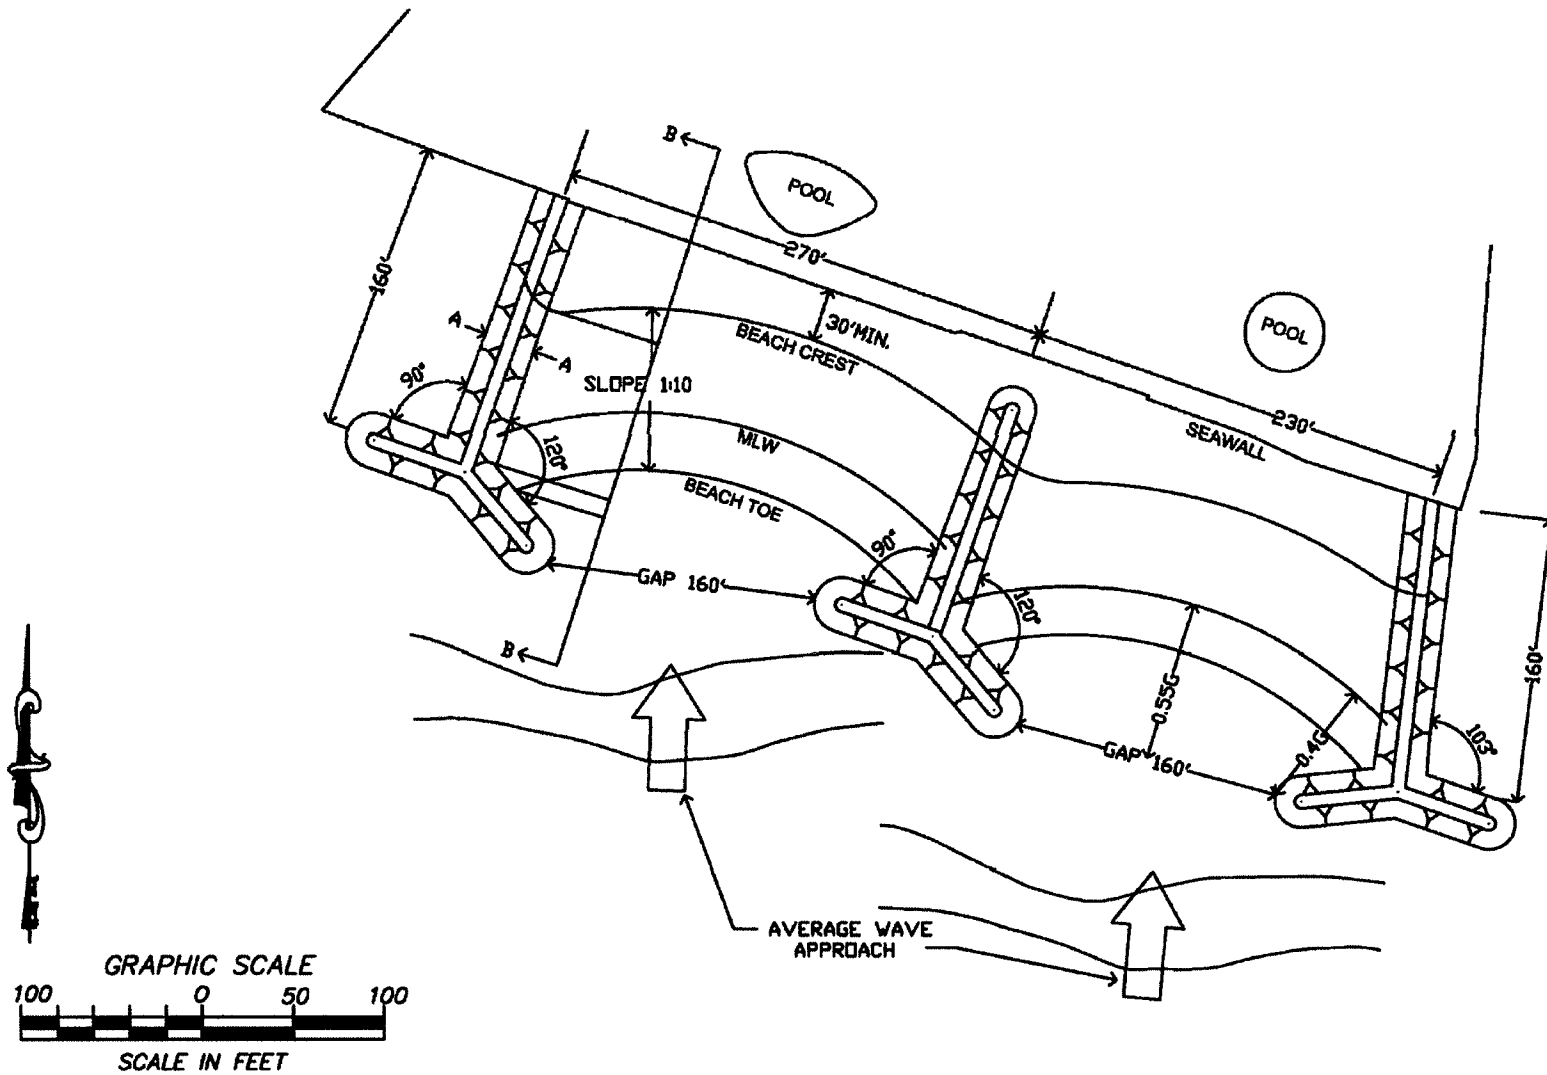 B
POOL
270'
160'
30'MIN.
BEACH CREST
POOL
A
A
90°
SLOPE 1:10
230'
SEAWALL
MLW
120°
BEACH TOE
90°
GAP 160'
120°
B
160'
0.55G
GAP 160'
0.4G
103°
AVERAGE WAVE
APPROACH
GRAPHIC SCALE
100 0 50 100
SCALE IN FEET